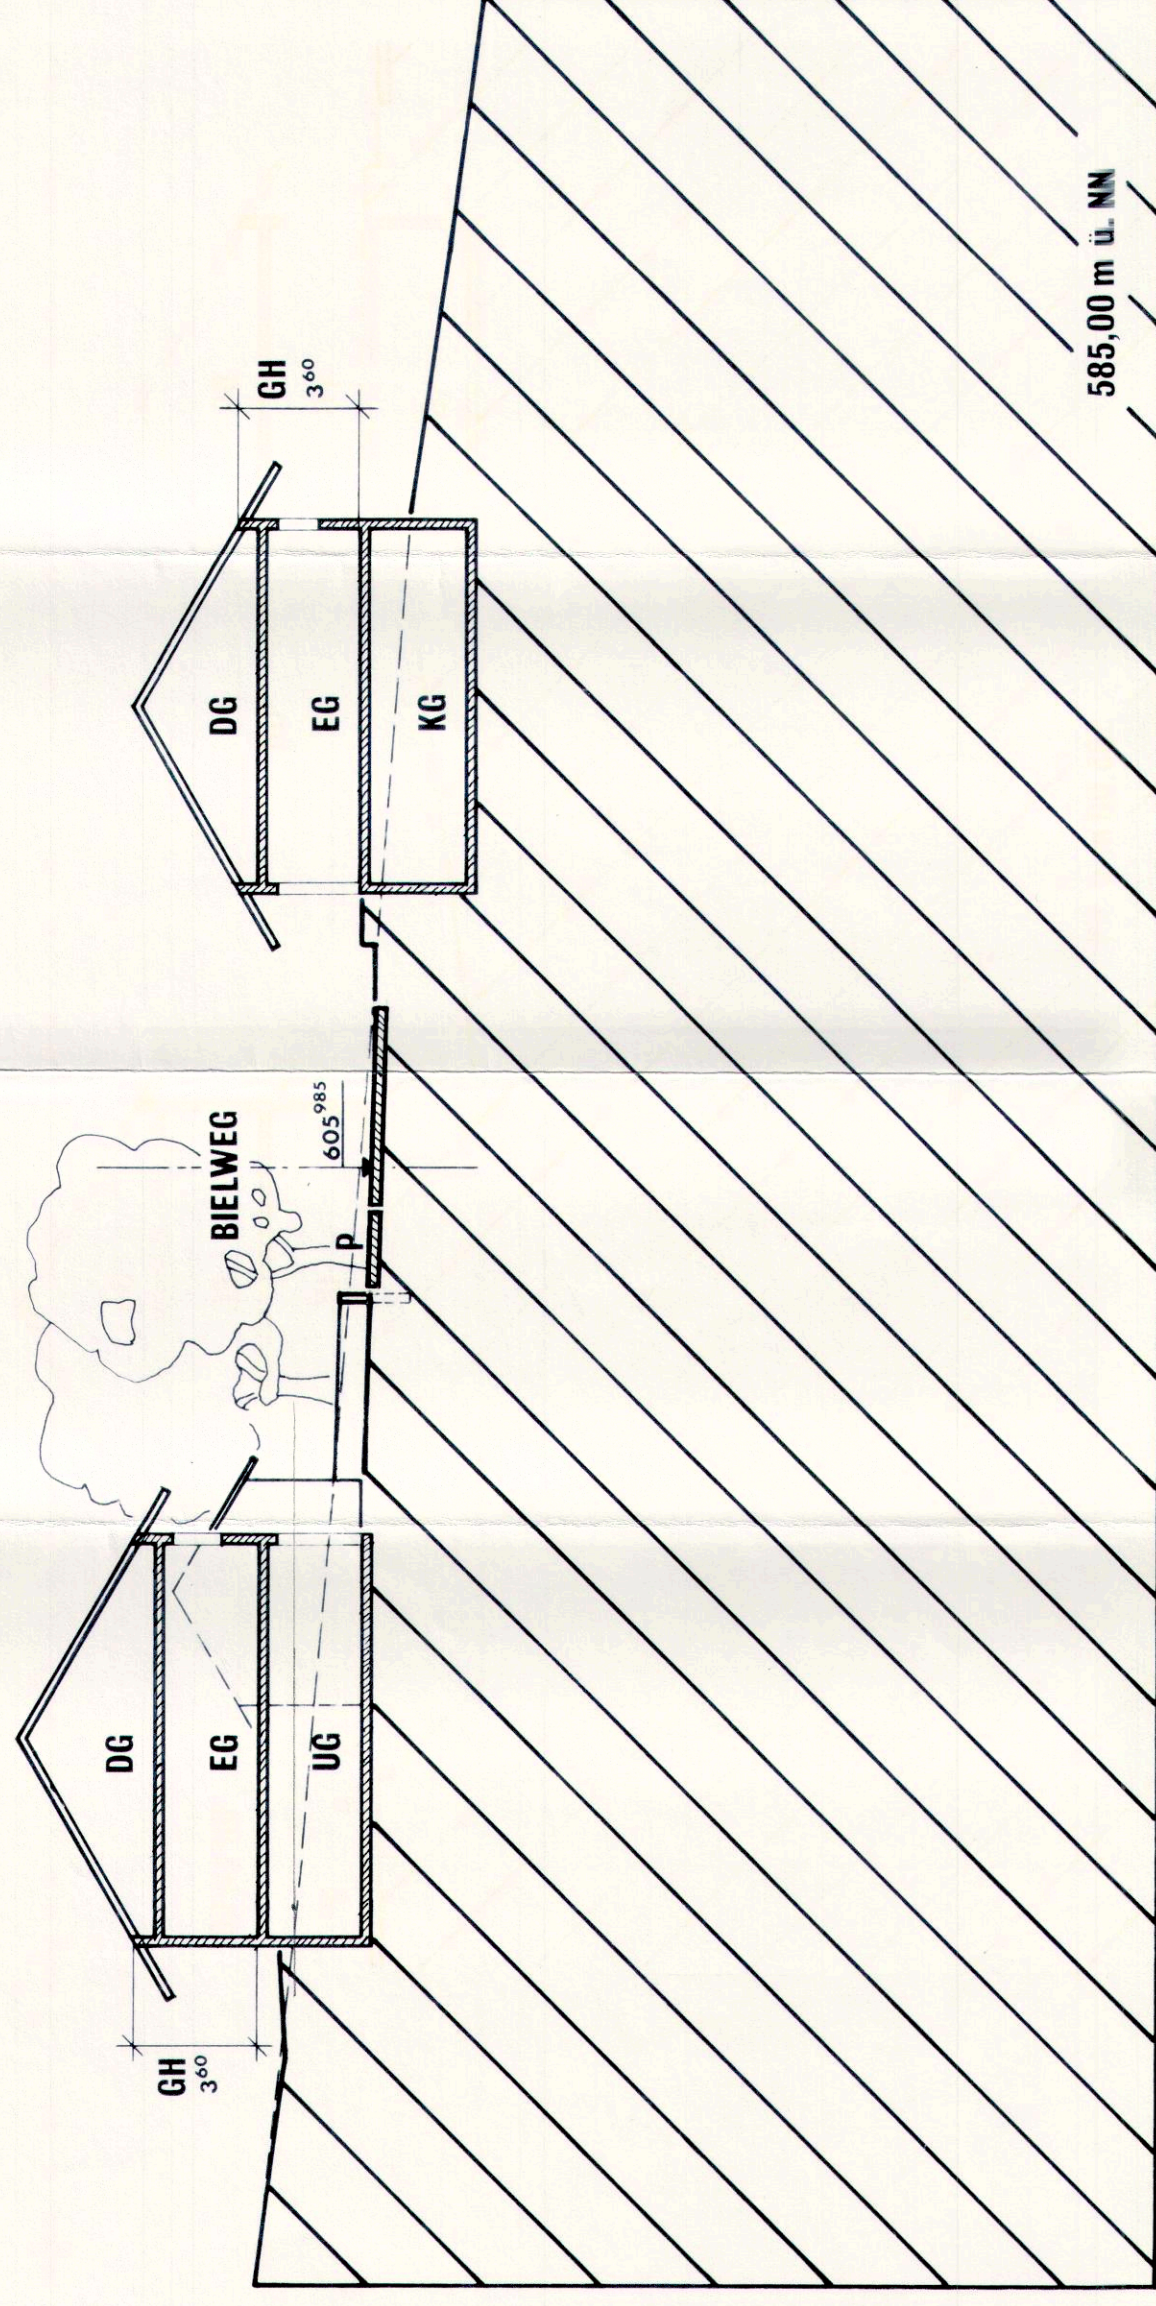 GH
3⁶⁰
DG
EG
UG
BIELWEG
P
605⁹⁸⁵
DG
EG
KG
GH
3⁶⁰
585,00 m ü. NN